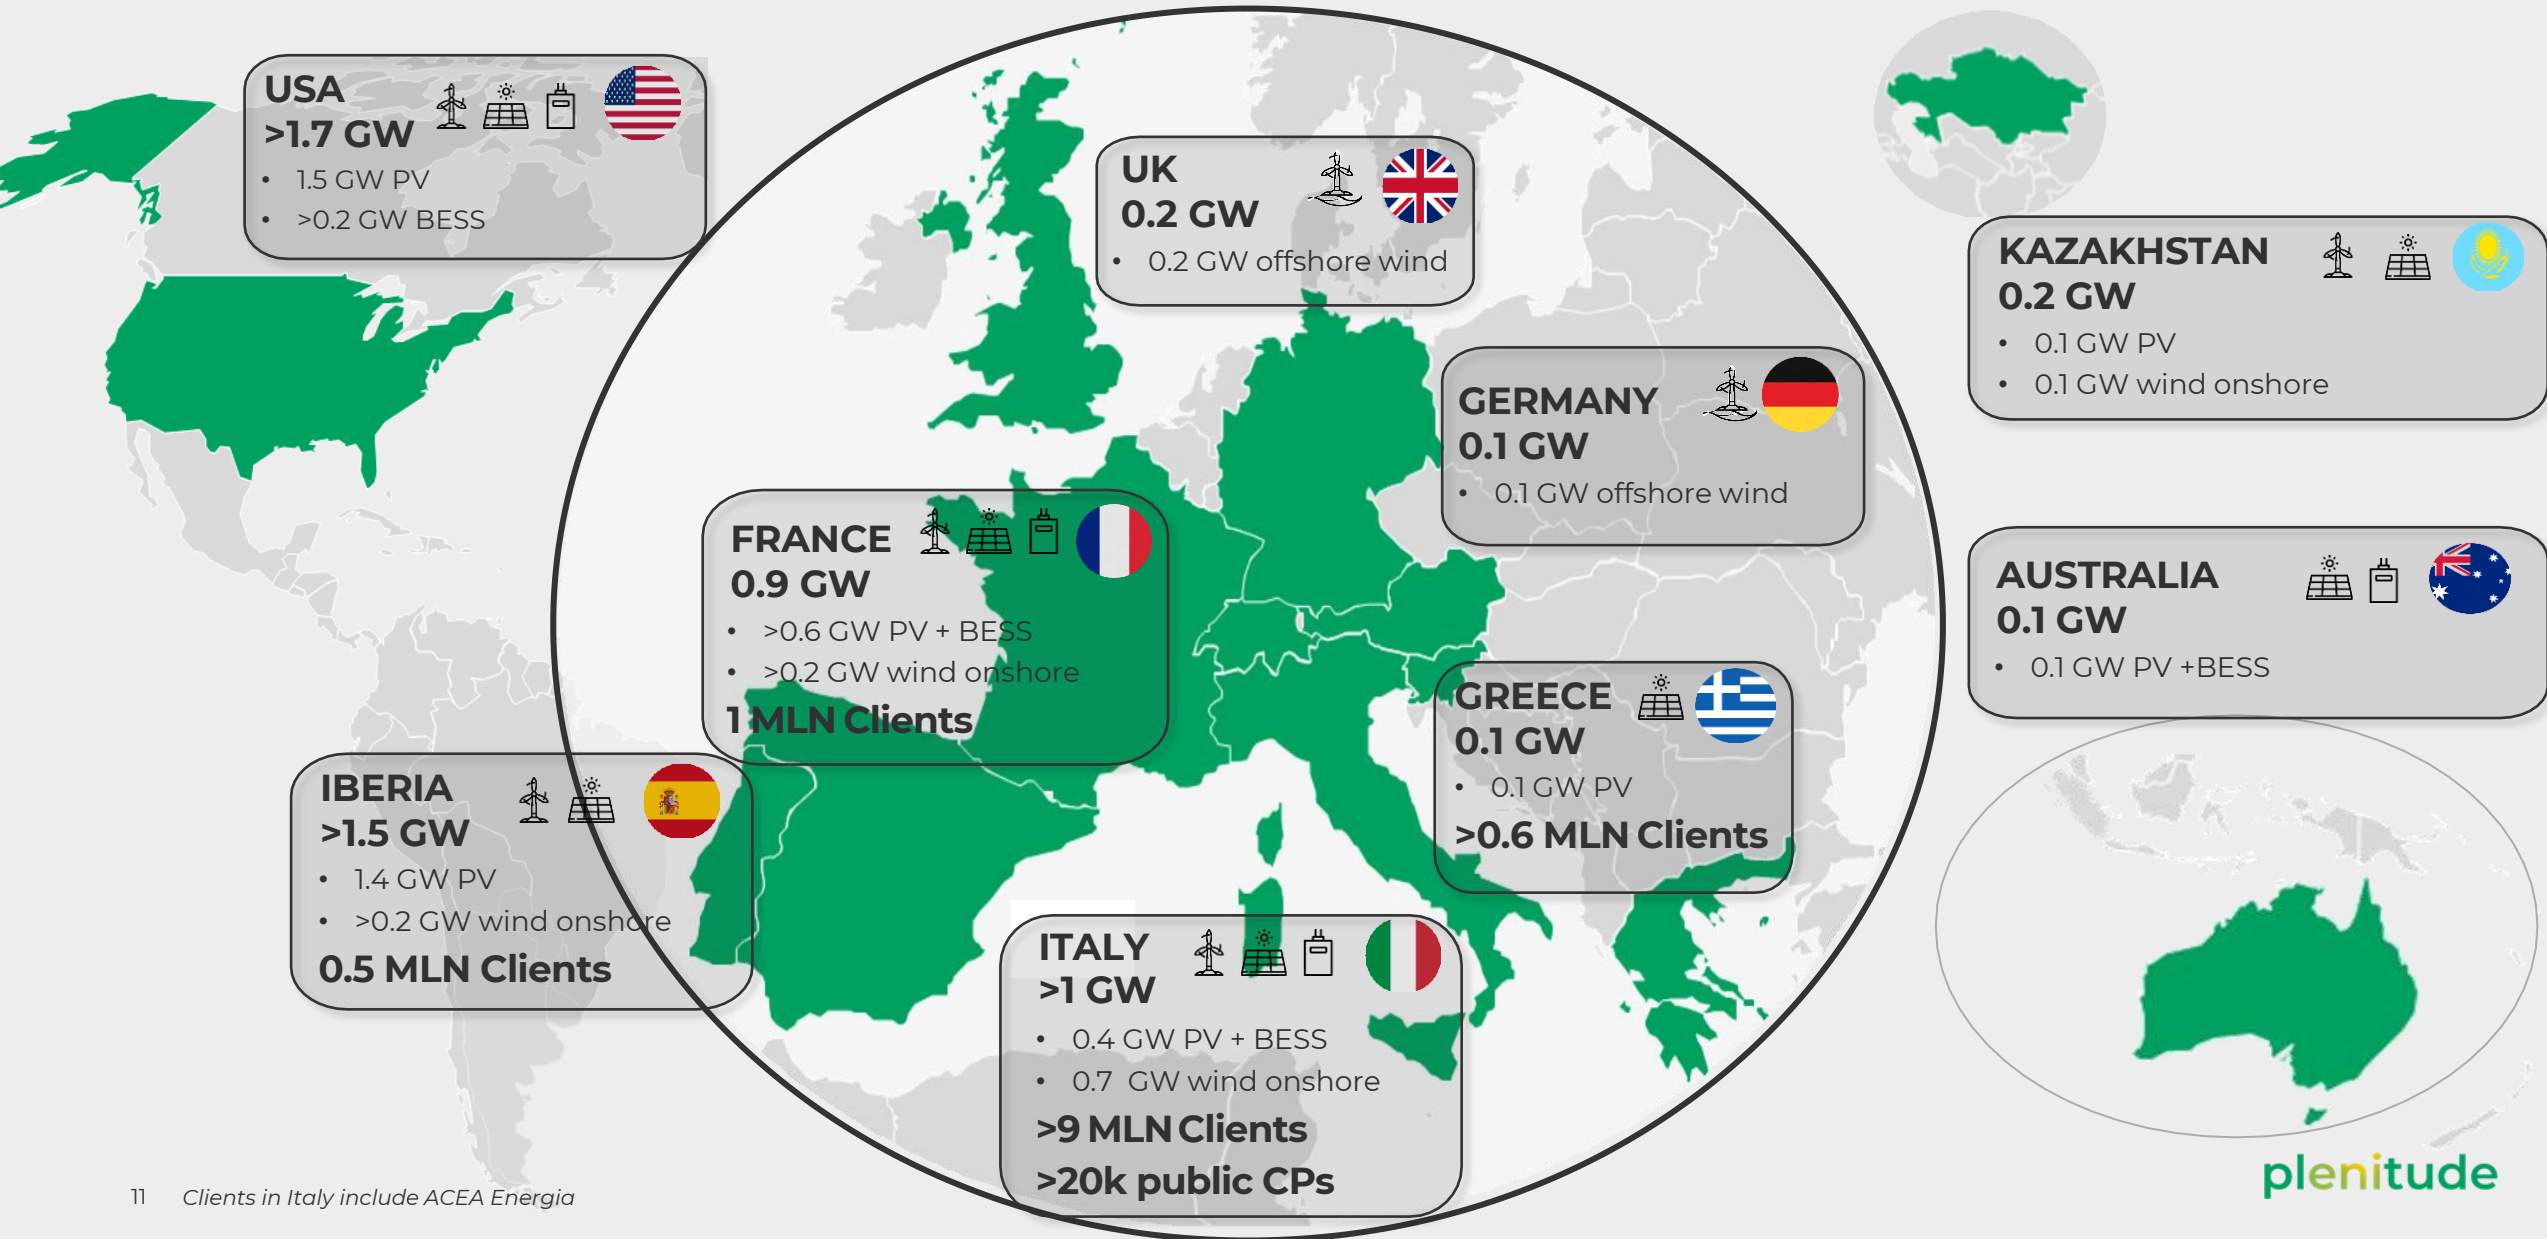 USA
>1.7 GW
• 1.5 GW PV
• >0.2 GW BESS
UK
0.2 GW
• 0.2 GW offshore wind
KAZAKHSTAN
0.2 GW
• 0.1 GW PV
• 0.1 GW wind onshore
GERMANY
0.1 GW
• 0.1 GW offshore wind
FRANCE
0.9 GW
• >0.6 GW PV + BESS
• >0.2 GW wind onshore
1 MLN Clients
AUSTRALIA
0.1 GW
• 0.1 GW PV +BESS
GREECE
0.1 GW
• 0.1 GW PV
>0.6 MLN Clients
IBERIA
>1.5 GW
• 1.4 GW PV
• >0.2 GW wind onshore
0.5 MLN Clients
ITALY
>1 GW
• 0.4 GW PV + BESS
• 0.7 GW wind onshore
>9 MLN Clients
>20k public CPs
11 Clients in Italy include ACEA Energia
plenitude